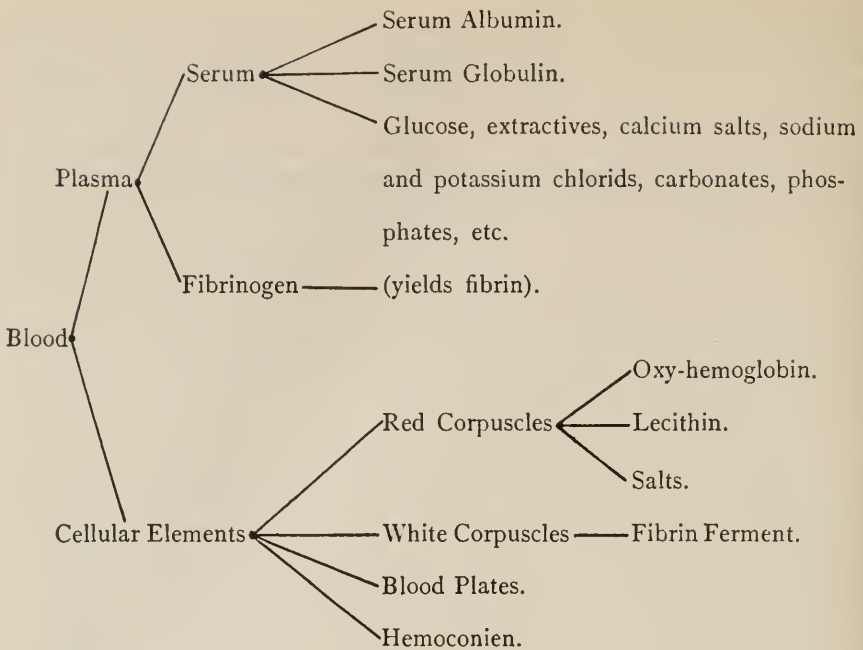 Serum Albumin.
Serum
Serum Globulin.
Glucose, extractives, calcium salts, sodium
Plasma
and potassium chlorids, carbonates, phos-
phates, etc.
Fibrinogen
(yields fibrin).
Blood
Oxy-hemoglobin.
Red Corpuscles
Lecithin.
Salts.
Cellular Elements
White Corpuscles
Fibrin Ferment.
Blood Plates.
Hemoconien.